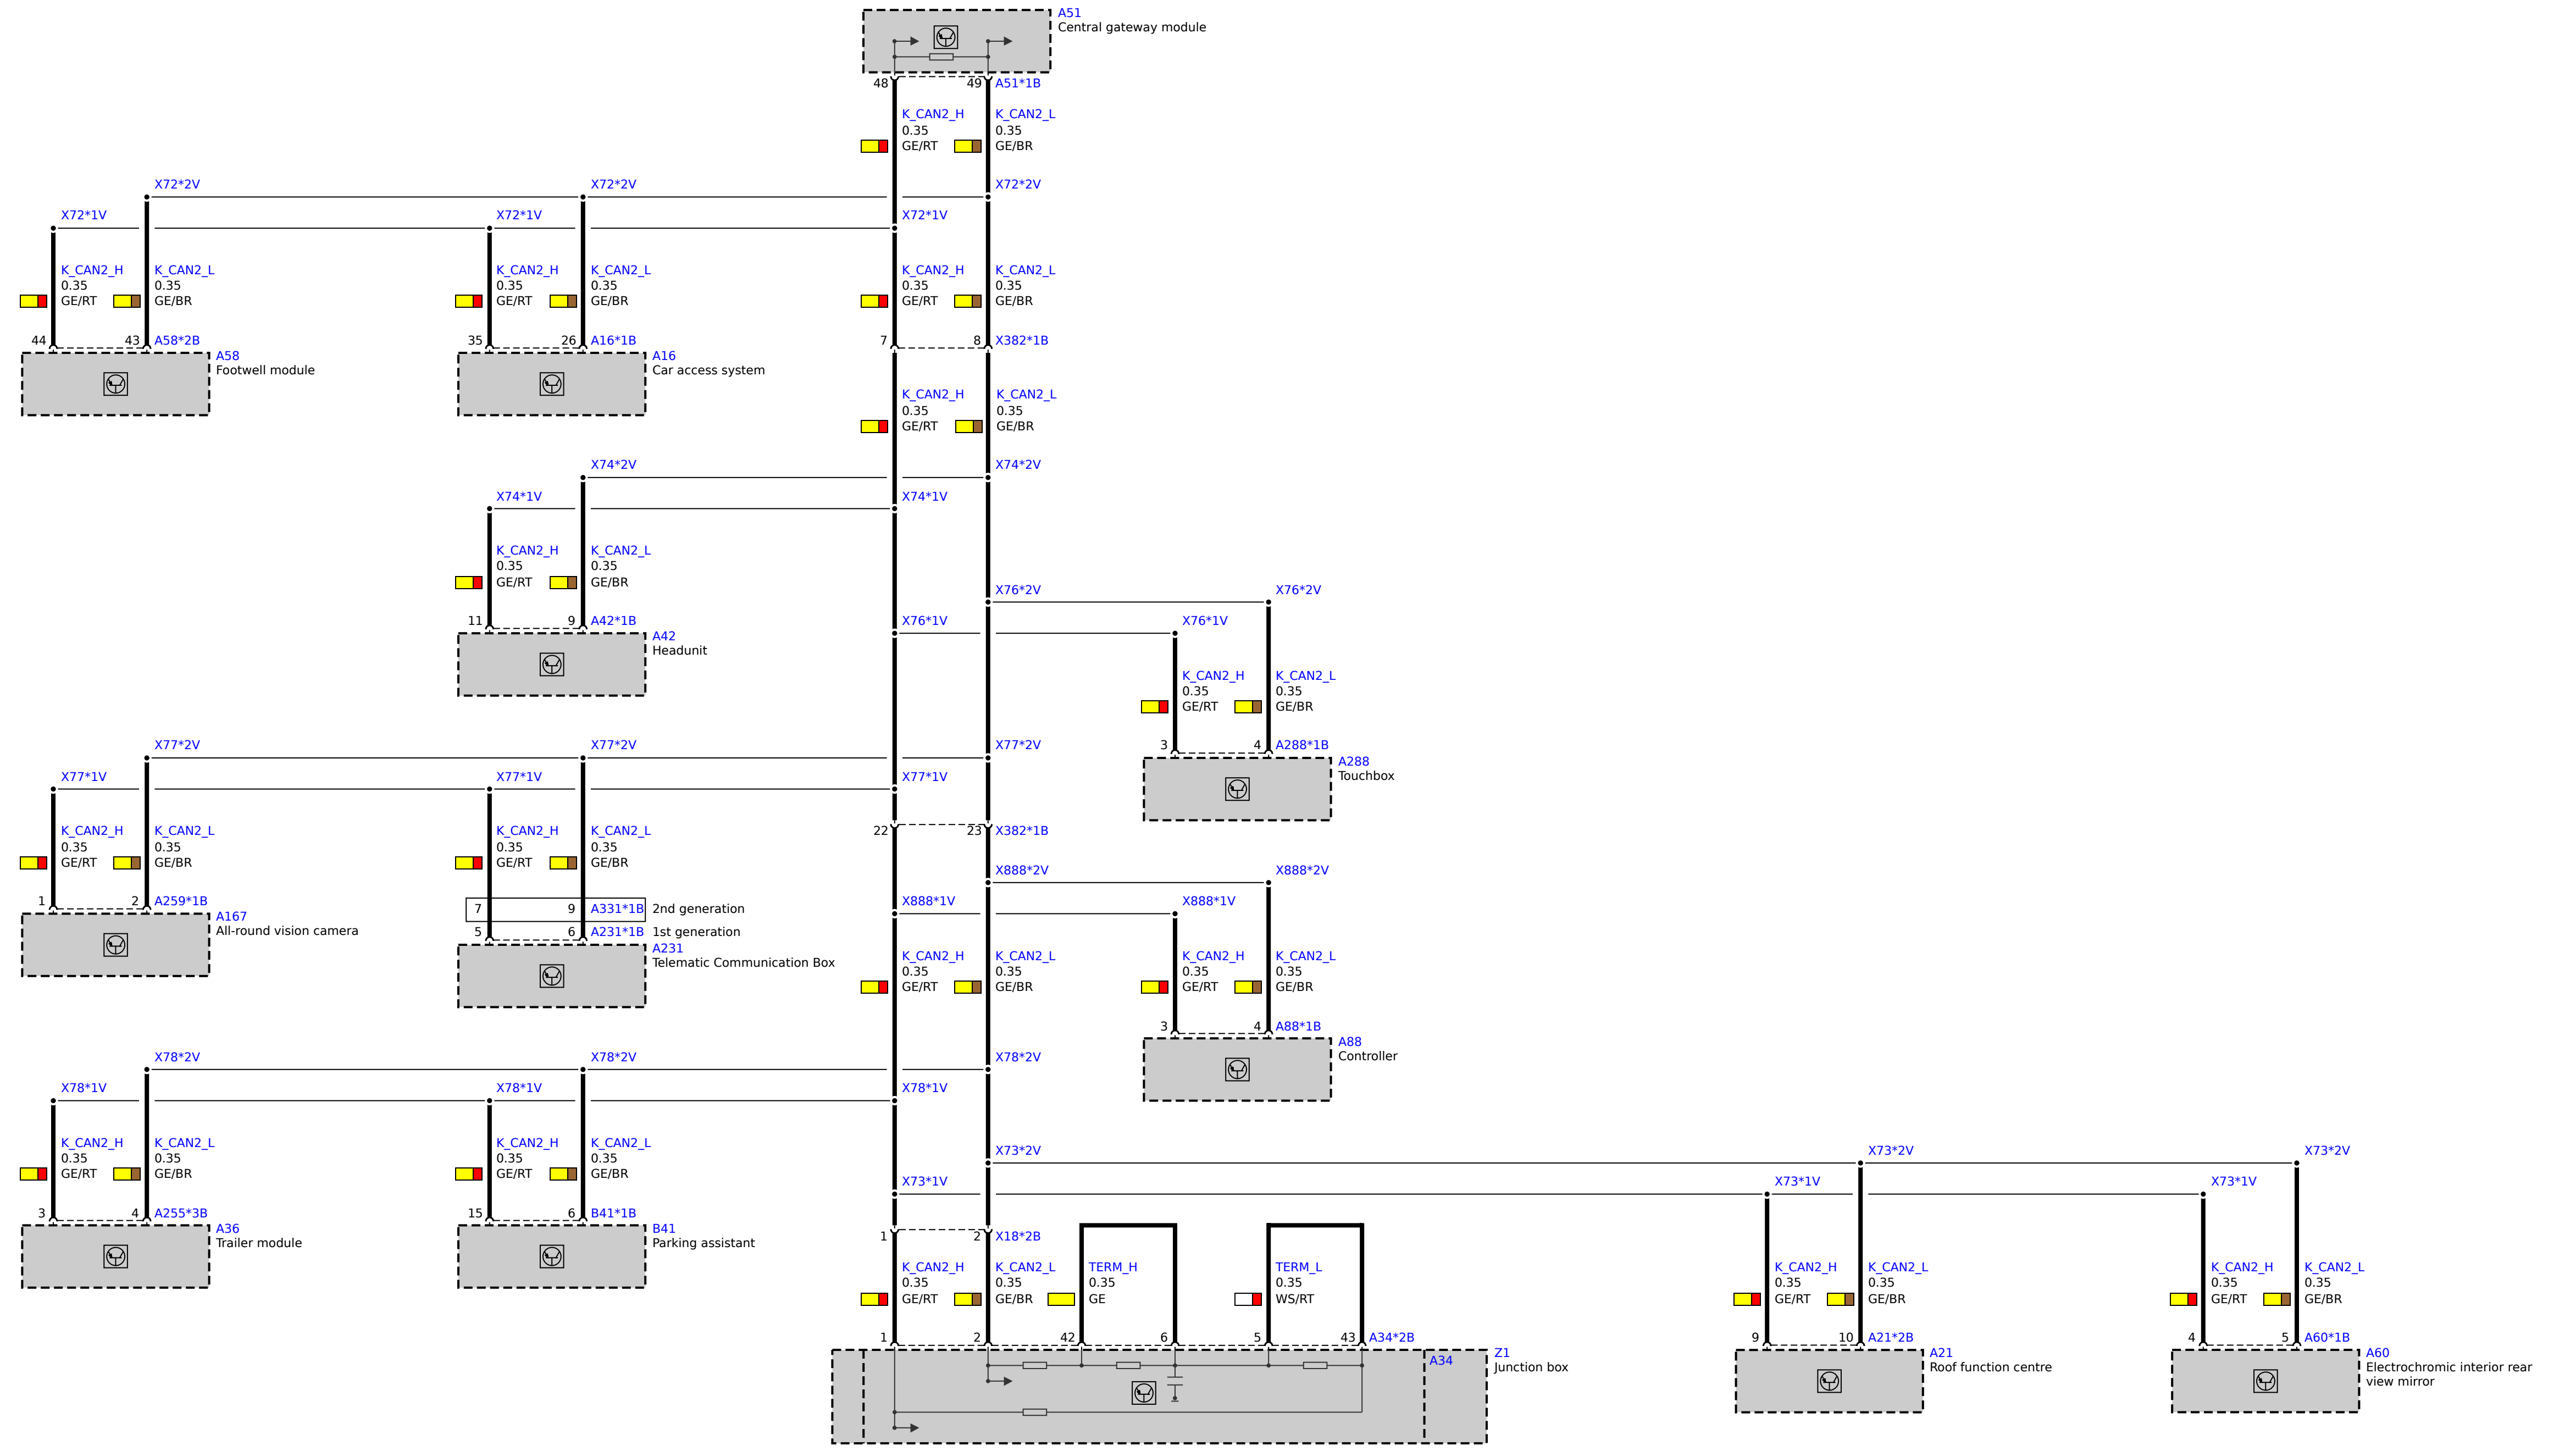 A51
Central gateway module
48
49
A51*1B
K_CAN2_H
0.35
GE/RT
K_CAN2_L
0.35
GE/BR
X72*2V
X72*2V
X72*2V
X72*1V
X72*1V
X72*1V
K_CAN2_H
0.35
GE/RT
K_CAN2_L
0.35
GE/BR
K_CAN2_H
0.35
GE/RT
K_CAN2_L
0.35
GE/BR
K_CAN2_H
0.35
GE/RT
K_CAN2_L
0.35
GE/BR
44
43
A58*2B
35
26
A16*1B
7
8
X382*1B
A58
Footwell module
A16
Car access system
K_CAN2_H
0.35
GE/RT
K_CAN2_L
0.35
GE/BR
X74*2V
X74*2V
X74*1V
X74*1V
K_CAN2_H
0.35
GE/RT
K_CAN2_L
0.35
GE/BR
11
9
A42*1B
A42
Headunit
X76*2V
X76*2V
X76*1V
X76*1V
K_CAN2_H
0.35
GE/RT
K_CAN2_L
0.35
GE/BR
3
4
A288*1B
A288
Touchbox
X77*2V
X77*2V
X77*2V
X77*1V
X77*1V
X77*1V
K_CAN2_H
0.35
GE/RT
K_CAN2_L
0.35
GE/BR
K_CAN2_H
0.35
GE/RT
K_CAN2_L
0.35
GE/BR
22
23
X382*1B
1
2
A259*1B
A167
All-round vision camera
7
9
A331*1B
2nd generation
5
6
A231*1B
1st generation
A231
Telematic Communication Box
X888*2V
X888*2V
X888*1V
X888*1V
K_CAN2_H
0.35
GE/RT
K_CAN2_L
0.35
GE/BR
K_CAN2_H
0.35
GE/RT
K_CAN2_L
0.35
GE/BR
3
4
A88*1B
A88
Controller
X78*2V
X78*2V
X78*2V
X78*1V
X78*1V
X78*1V
K_CAN2_H
0.35
GE/RT
K_CAN2_L
0.35
GE/BR
K_CAN2_H
0.35
GE/RT
K_CAN2_L
0.35
GE/BR
3
4
A255*3B
15
6
B41*1B
A36
Trailer module
B41
Parking assistant
X73*2V
X73*2V
X73*2V
X73*1V
X73*1V
X73*1V
1
2
X18*2B
K_CAN2_H
0.35
GE/RT
K_CAN2_L
0.35
GE/BR
TERM_H
0.35
GE
TERM_L
0.35
WS/RT
K_CAN2_H
0.35
GE/RT
K_CAN2_L
0.35
GE/BR
K_CAN2_H
0.35
GE/RT
K_CAN2_L
0.35
GE/BR
1
2
42
6
5
43
A34*2B
9
10
A21*2B
4
5
A60*1B
A34
Z1
Junction box
A21
Roof function centre
A60
Electrochromic interior rear
view mirror